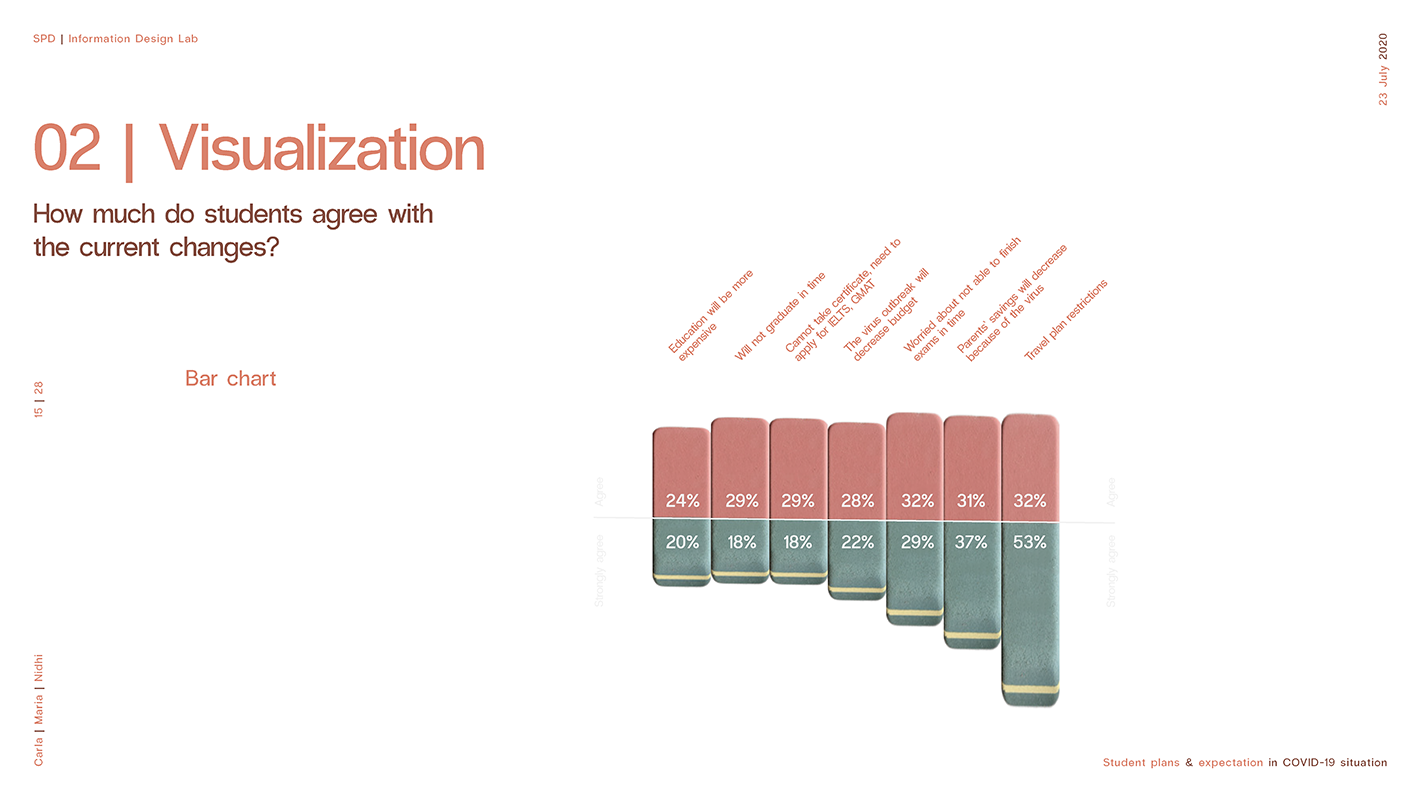 SPD | Information Design Lab
23 July 2020
02 | Visualization
How much do students agree with
the current changes?
Bar chart
15 | 28
Carla | Maria | Nidhi
Education will be more
expensive
Will not graduate in time
Cannot take certificate, need to
apply for IELTS, GMAT
The virus outbreak will
decrease budget
Worried about not able to finish
exams in time
Parents' savings will decrease
because of the virus
Travel plan restrictions
Agree
24% 29% 29% 28% 32% 31% 32%
Agree
Strongly agree
20% 18% 18% 22% 29% 37% 53%
Strongly agree
Student plans & expectation in COVID-19 situation